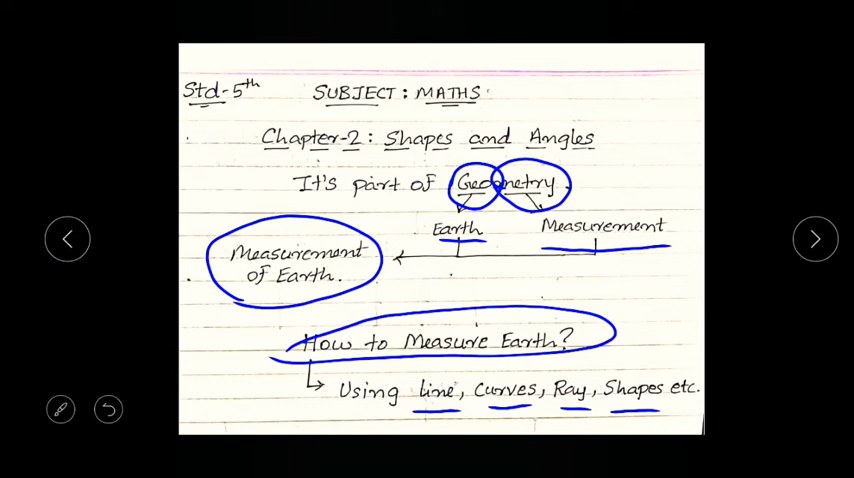 Std-5th SUBJECT: MATHS
Chapter-2: Shapes and Angles
It's part of Geometry.
Earth Measurement
Measurement
of Earth.
How to Measure Earth?
Using line, Curves, Ray, Shapes etc.